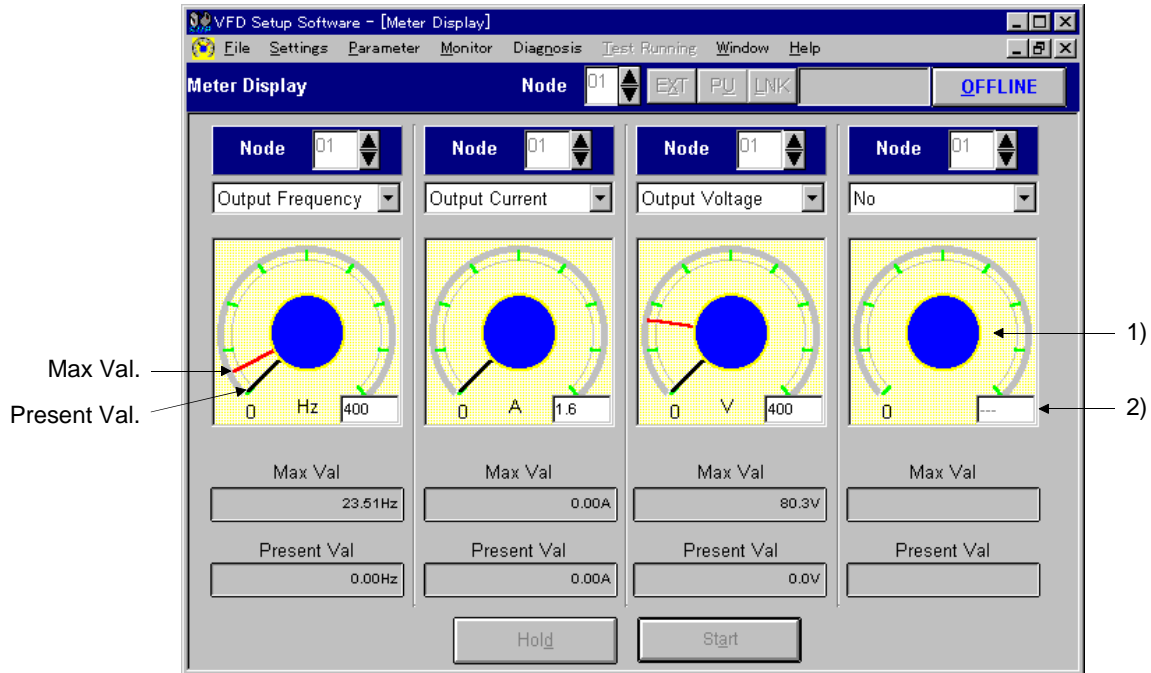 VFD Setup Software - [Meter Display]
File Settings Parameter Monitor Diagnosis Test Running Window Help
Meter Display Node 01 EXT PU LNK OFFLINE
Node 01 Node 01 Node 01 Node 01
Output Frequency Output Current Output Voltage No
1)
Max Val.
Present Val.
0 Hz 400 0 A 1.6 0 V 400 0 ---
2)
Max Val Max Val Max Val Max Val
23.51Hz 0.00A 80.3V
Present Val Present Val Present Val Present Val
0.00Hz 0.00A 0.0V
Hold Start